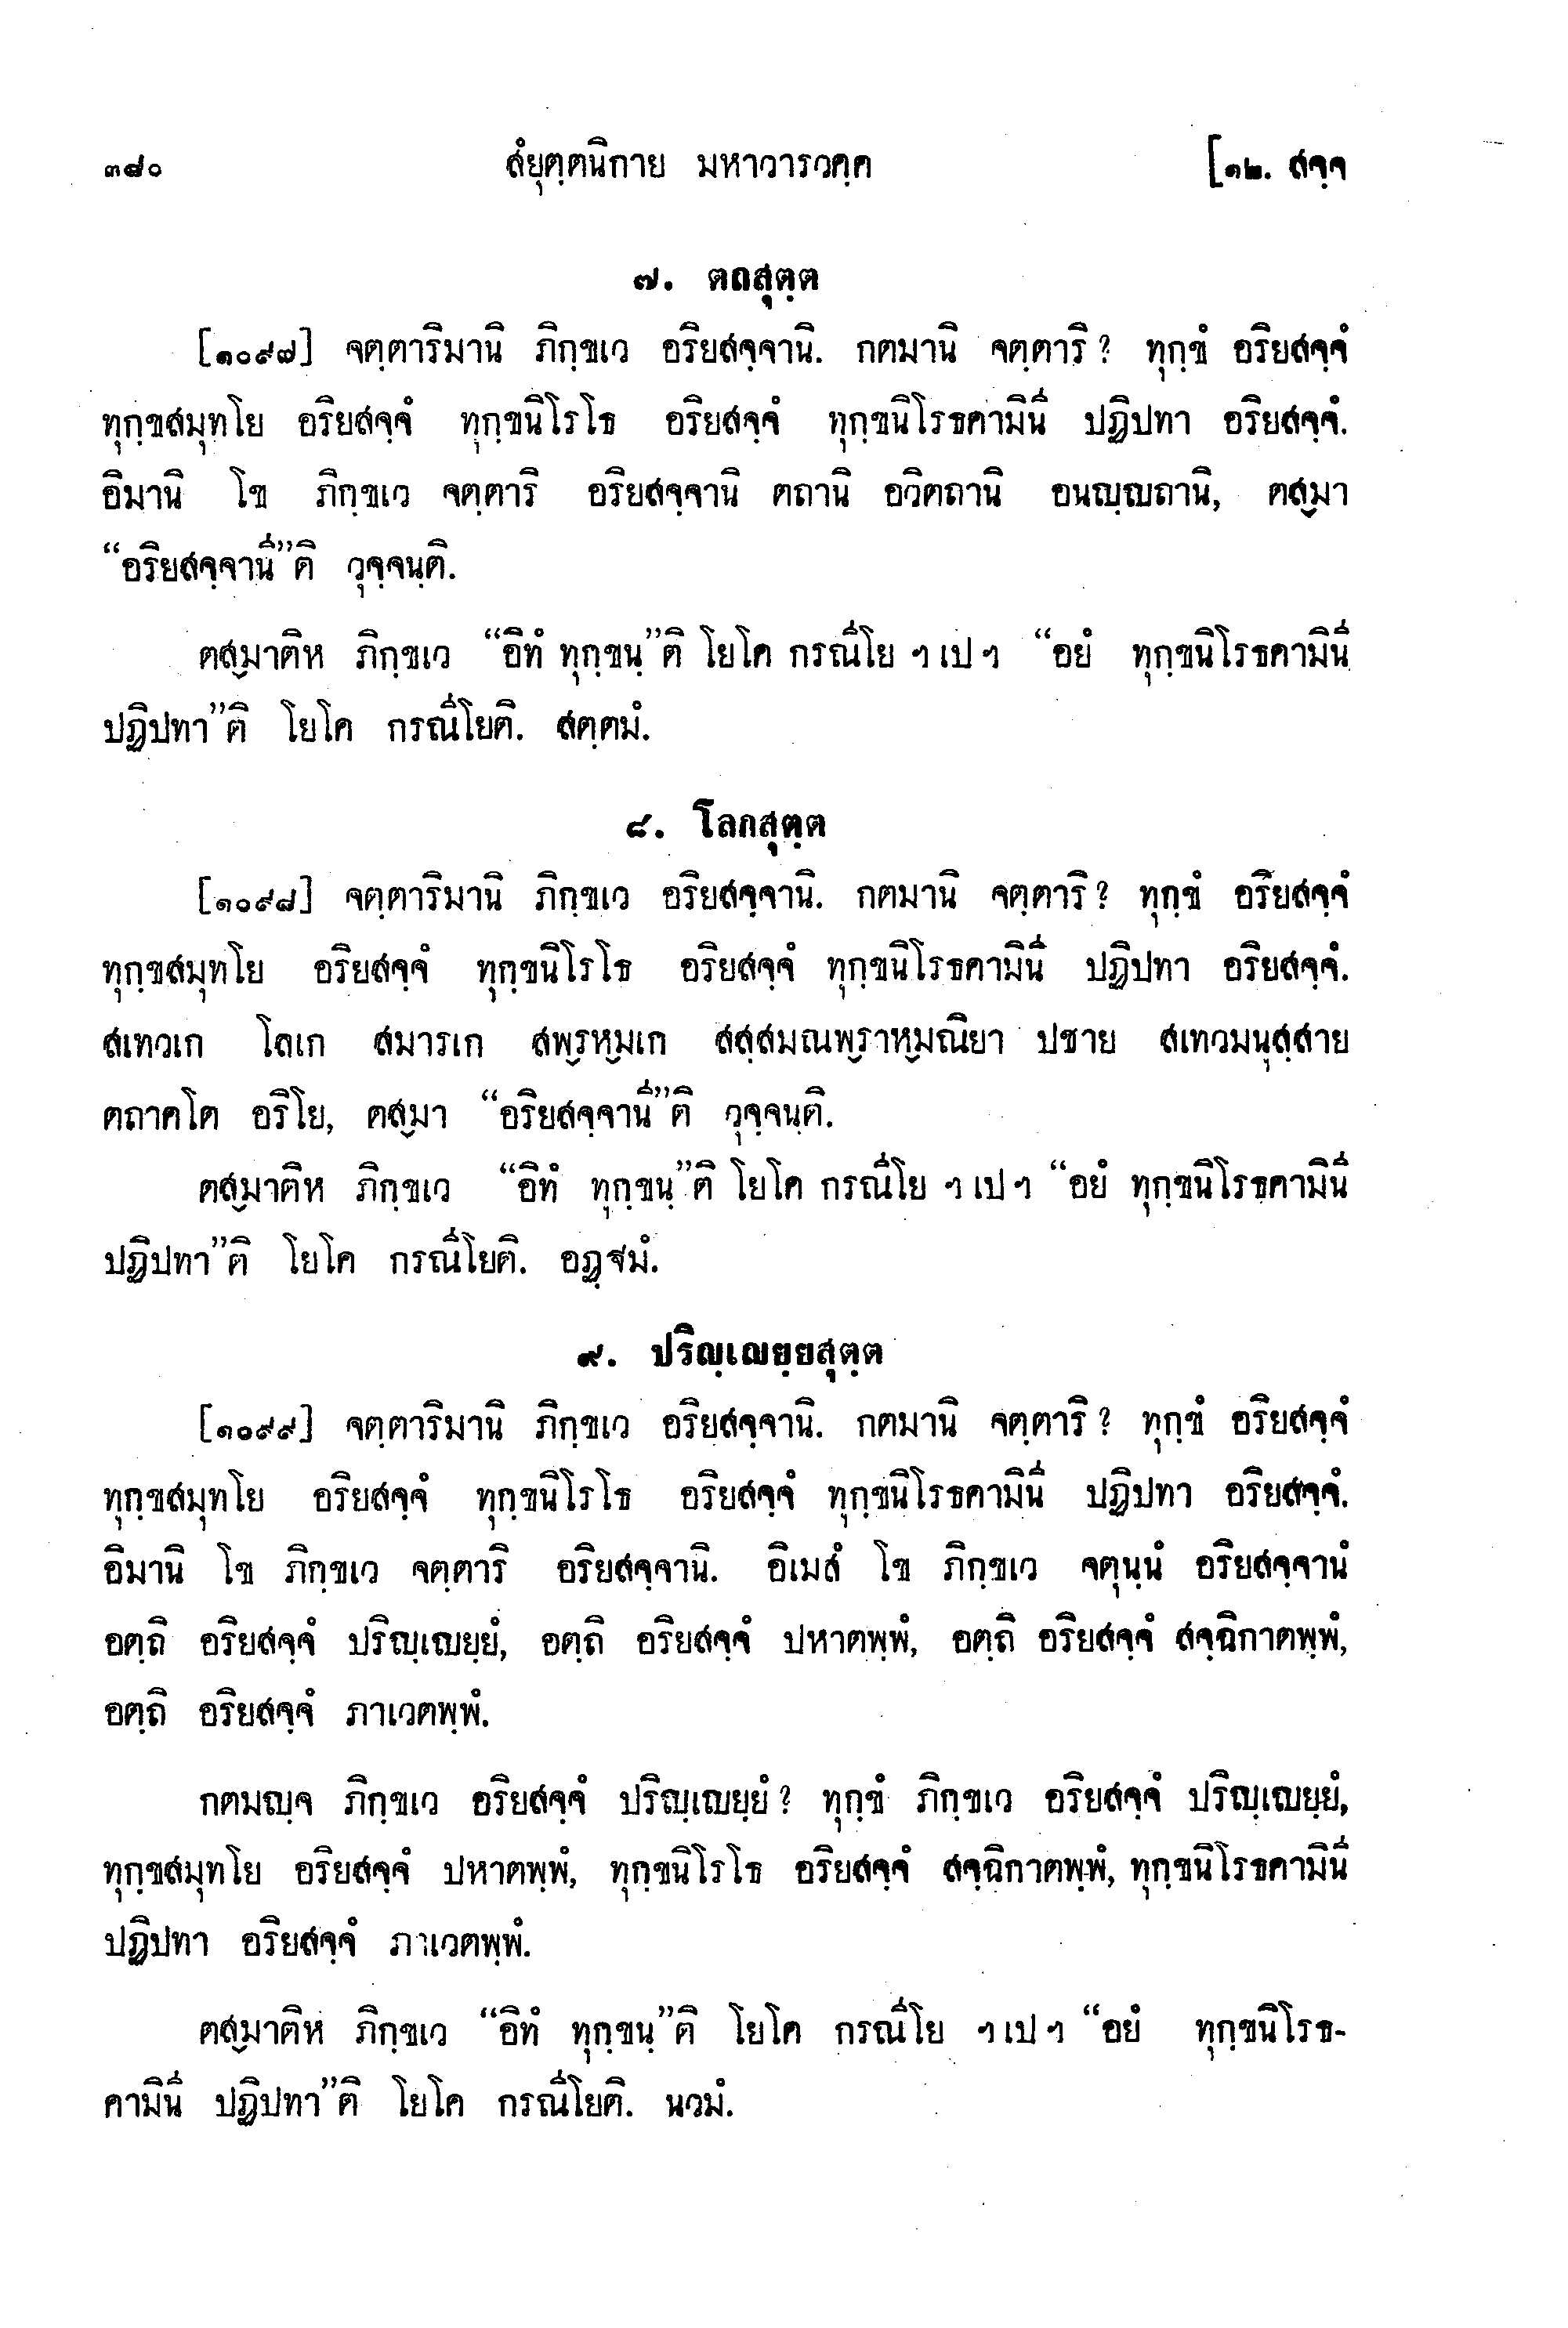 ๓๘๐ สํยุตฺตนิกาย มหาวารวคฺค [๑๒. สจฺจ
๗. ตถสุตฺต
[๑๐๙๗] จตฺตาริมานิ ภิกฺขเว อริยสจฺจานิ. กตมานิ จตฺตาริ? ทุกฺขํ อริยสจฺจํ
ทุกฺขสมุทโย อริยสจฺจํ ทุกฺขนิโรโธ อริยสจฺจํ ทุกฺขนิโรธคามินี ปฏิปทา อริยสจฺจํ.
อิมานิ โข ภิกฺขเว จตฺตาริ อริยสจฺจานิ ตถานิ อวิตถานิ อนญฺญถานิ, ตสฺมา
“อริยสจฺจานี”ติ วุจฺจนฺติ.
ตสฺมาติห ภิกฺขเว “อิทํ ทุกฺขนฺ”ติ โยโค กรณีโย ฯ เป ฯ “อยํ ทุกฺขนิโรธคามินี
ปฏิปทา”ติ โยโค กรณีโยติ. สตฺตมํ.
๘. โลกสุตฺต
[๑๐๙๘] จตฺตาริมานิ ภิกฺขเว อริยสจฺจานิ. กตมานิ จตฺตาริ? ทุกฺขํ อริยสจฺจํ
ทุกฺขสมุทโย อริยสจฺจํ ทุกฺขนิโรโธ อริยสจฺจํ ทุกฺขนิโรธคามินี ปฏิปทา อริยสจฺจํ.
สเทวเก โลเก สมารเก สพฺรหฺมเก สสฺสมณพฺราหฺมณิยา ปชาย สเทวมนุสฺสาย
ตถาคโต อริโย, ตสฺมา “อริยสจฺจานี”ติ วุจฺจนฺติ.
ตสฺมาติห ภิกฺขเว “อิทํ ทุกฺขนฺ”ติ โยโค กรณีโย ฯ เป ฯ “อยํ ทุกฺขนิโรธคามินี
ปฏิปทา”ติ โยโค กรณีโยติ. อฏฺฐมํ.
๙. ปริญฺเญยฺยสุตฺต
[๑๐๙๙] จตฺตาริมานิ ภิกฺขเว อริยสจฺจานิ. กตมานิ จตฺตาริ? ทุกฺขํ อริยสจฺจํ
ทุกฺขสมุทโย อริยสจฺจํ ทุกฺขนิโรโธ อริยสจฺจํ ทุกฺขนิโรธคามินี ปฏิปทา อริยสจฺจํ.
อิมานิ โข ภิกฺขเว จตฺตาริ อริยสจฺจานิ. อิเมสํ โข ภิกฺขเว จตุนฺนํ อริยสจฺจานํ
อตฺถิ อริยสจฺจํ ปริญฺเญยฺยํ, อตฺถิ อริยสจฺจํ ปหาตพฺพํ, อตฺถิ อริยสจฺจํ สจฺฉิกาตพฺพํ,
อตฺถิ อริยสจฺจํ ภาเวตพฺพํ.
กตมญฺจ ภิกฺขเว อริยสจฺจํ ปริญฺเญยฺยํ? ทุกฺขํ ภิกฺขเว อริยสจฺจํ ปริญฺเญยฺยํ,
ทุกฺขสมุทโย อริยสจฺจํ ปหาตพฺพํ, ทุกฺขนิโรโธ อริยสจฺจํ สจฺฉิกาตพฺพํ, ทุกฺขนิโรธคามินี
ปฏิปทา อริยสจฺจํ ภาเวตพฺพํ.
ตสฺมาติห ภิกฺขเว “อิทํ ทุกฺขนฺ”ติ โยโค กรณีโย ฯ เป ฯ “อยํ ทุกฺขนิโรธ-
คามินี ปฏิปทา”ติ โยโค กรณีโยติ. นวมํ.